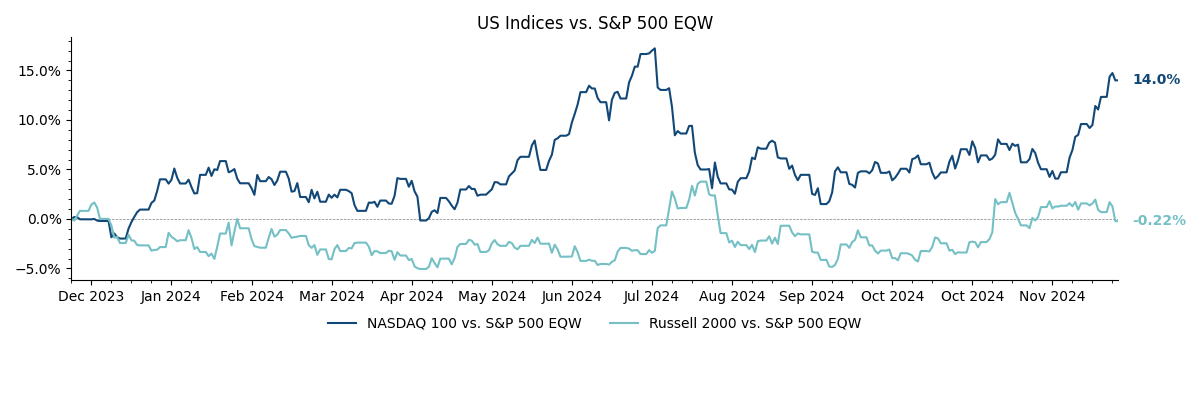 US Indices vs. S&P 500 EQW
15.0%
10.0%
5.0%
0.0%
−5.0%
14.0%
-0.22%
Dec 2023 Jan 2024 Feb 2024 Mar 2024 Apr 2024 May 2024 Jun 2024 Jul 2024 Aug 2024 Sep 2024 Oct 2024 Oct 2024 Nov 2024
NASDAQ 100 vs. S&P 500 EQW Russell 2000 vs. S&P 500 EQW